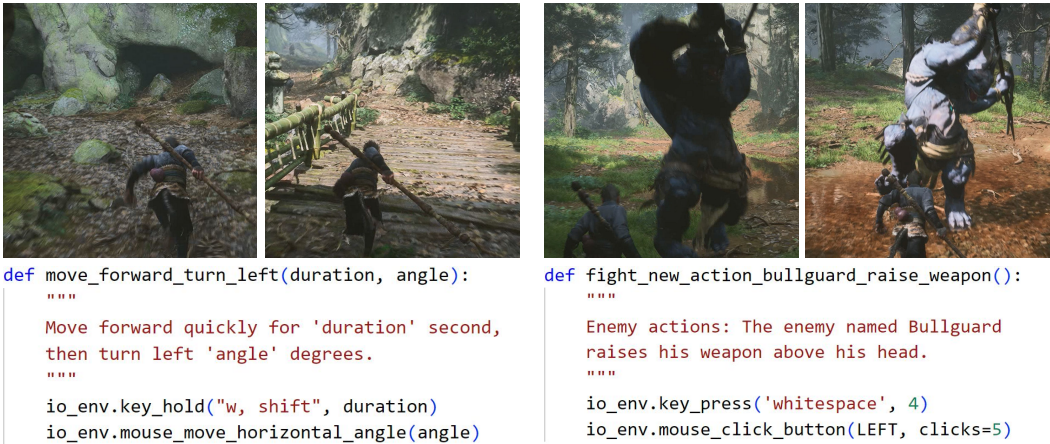 def move_forward_turn_left(duration, angle):
"""
Move forward quickly for 'duration' second,
then turn left 'angle' degrees.
"""
io_env.key_hold("w, shift", duration)
io_env.mouse_move_horizontal_angle(angle)
def fight_new_action_bullguard_raise_weapon():
"""
Enemy actions: The enemy named Bullguard
raises his weapon above his head.
"""
io_env.key_press('whitespace', 4)
io_env.mouse_click_button(LEFT, clicks=5)